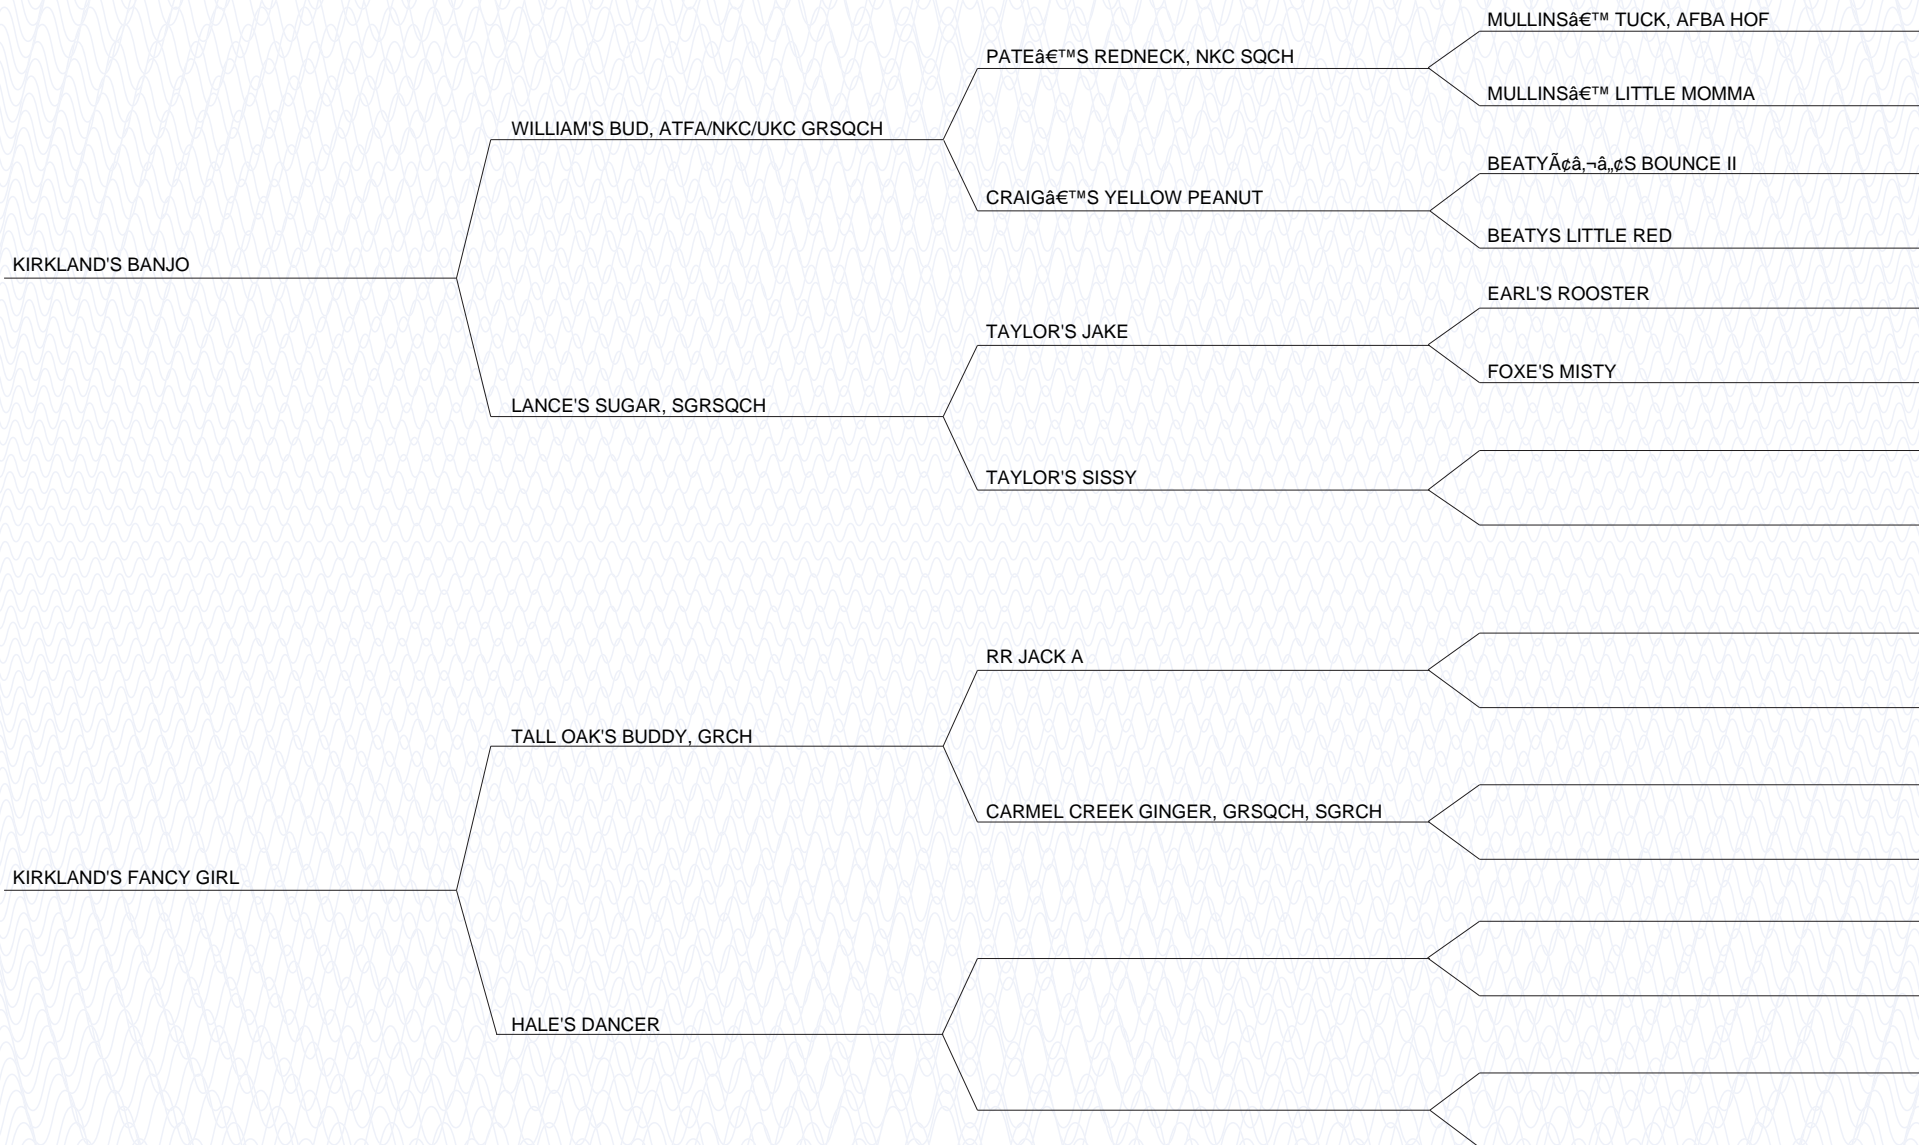 MULLINSâ€™ TUCK, AFBA HOF
PATEâ€™S REDNECK, NKC SQCH
MULLINSâ€™ LITTLE MOMMA
WILLIAM'S BUD, ATFA/NKC/UKC GRSQCH
BEATYÃ¢â‚¬â„¢S BOUNCE II
CRAIGâ€™S YELLOW PEANUT
BEATYS LITTLE RED
KIRKLAND'S BANJO
EARL'S ROOSTER
TAYLOR'S JAKE
FOXE'S MISTY
LANCE'S SUGAR, SGRSQCH
TAYLOR'S SISSY
RR JACK A
TALL OAK'S BUDDY, GRCH
CARMEL CREEK GINGER, GRSQCH, SGRCH
KIRKLAND'S FANCY GIRL
HALE'S DANCER